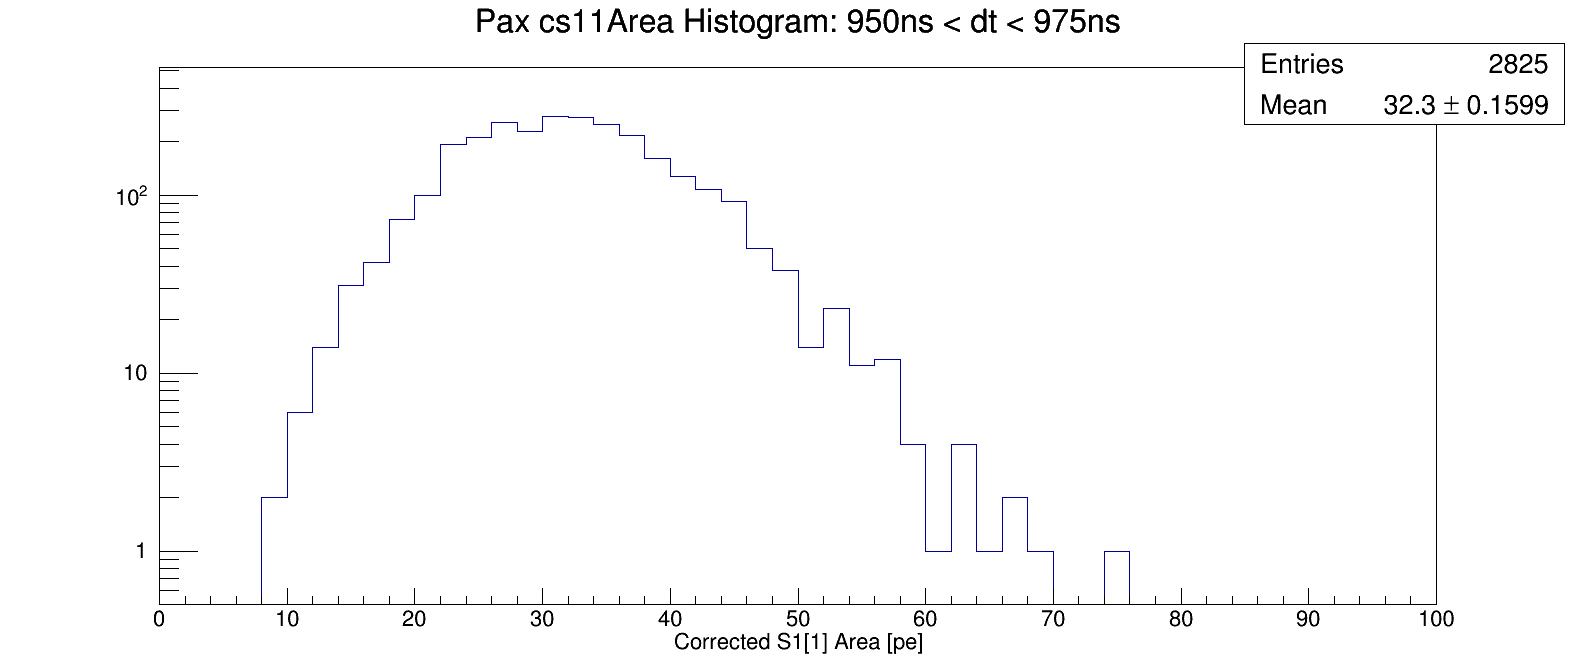 Pax cs11Area Histogram: 950ns < dt < 975ns
Entries 2825
Mean 32.3 ± 0.1599
10²
10
1
0 10 20 30 40 50 60 70 80 90 100
Corrected S1[1] Area [pe]